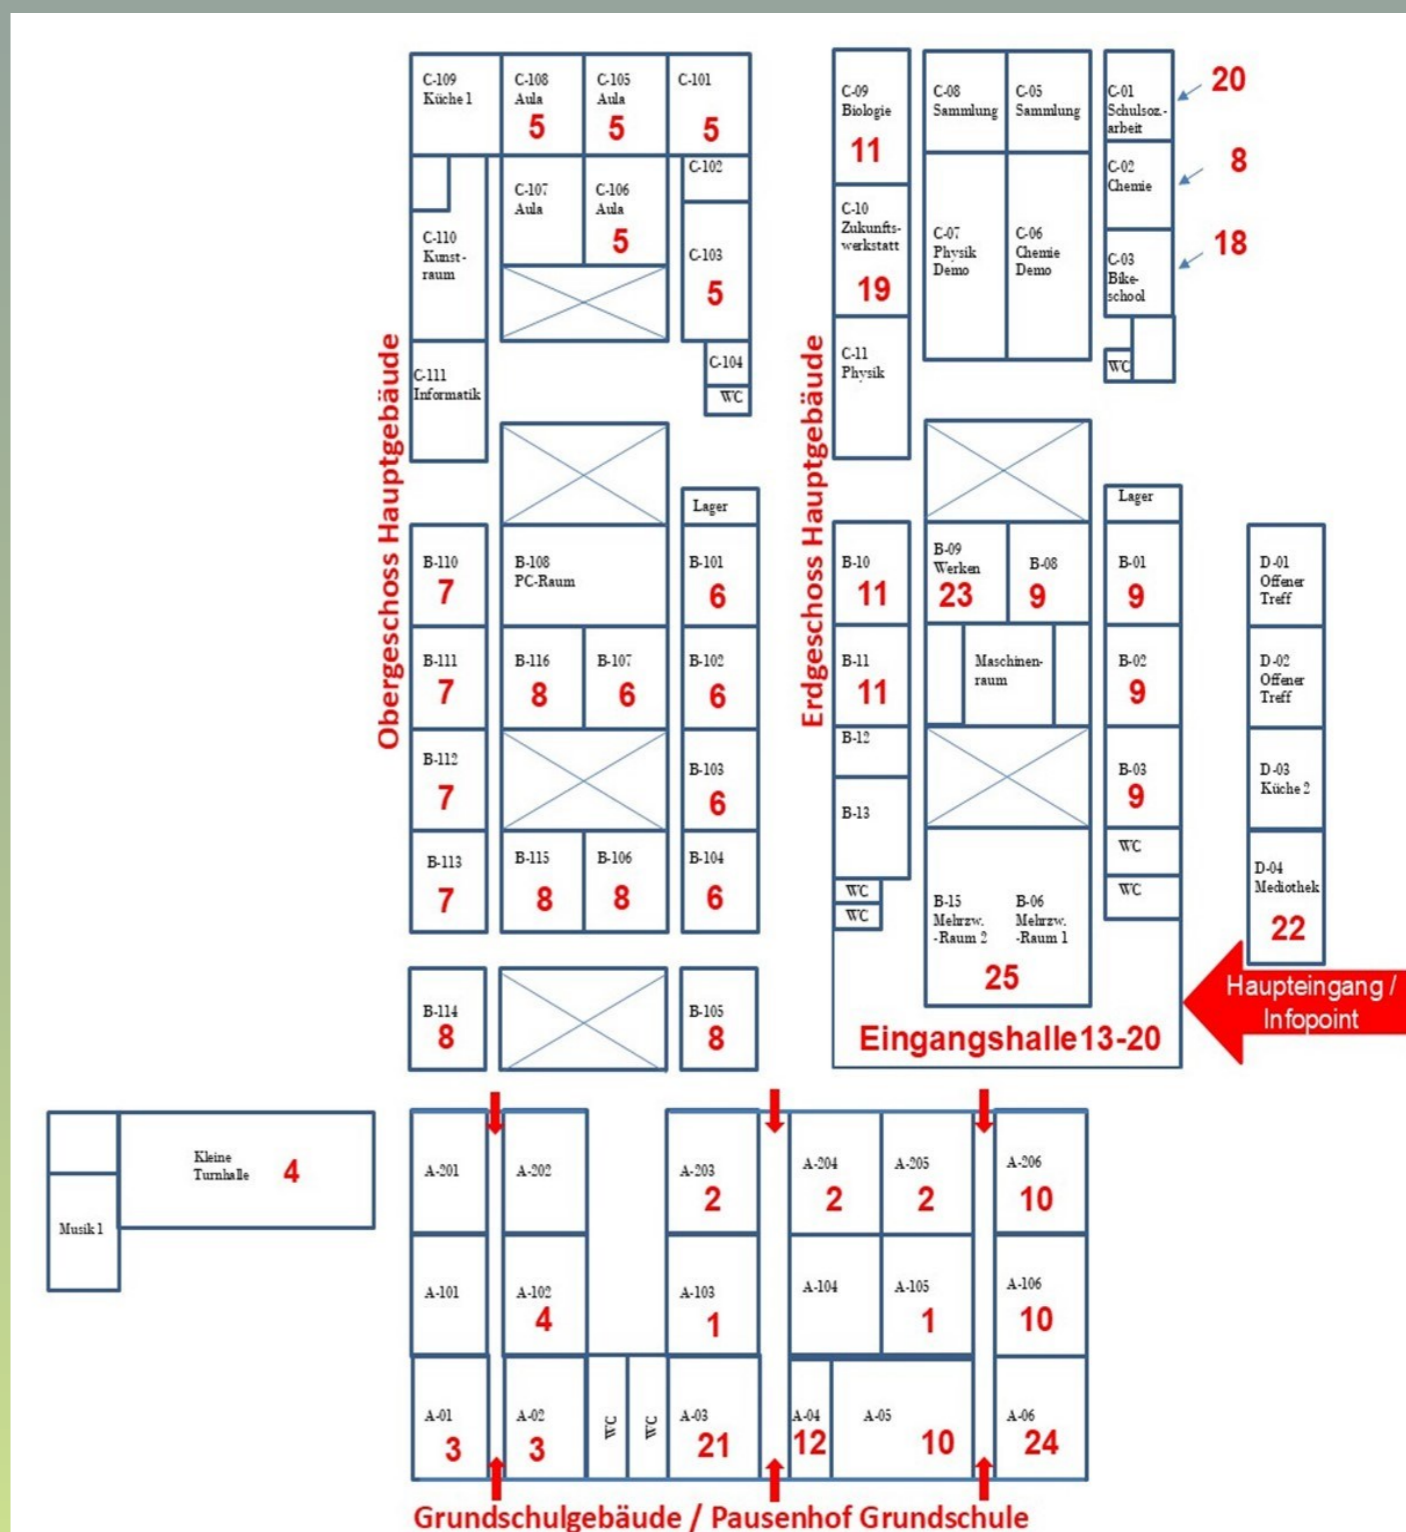 Obergeschoss Hauptgebäude
C-109
Küche 1
C-108
Aula
5
C-105
Aula
5
C-101
5
C-107
Aula
C-106
Aula
5
C-102
C-110
Kunst-
raum
C-103
5
C-111
Informatik
C-104
WC
Lager
B-110
7
B-108
PC-Raum
B-101
6
B-111
7
B-116
8
B-107
6
B-102
6
B-112
7
B-103
6
B-113
7
B-115
8
B-106
8
B-104
6
B-114
8
B-105
8
Erdgeschoss Hauptgebäude
C-09
Biologie
11
C-08
Sammlung
C-05
Sammlung
C-01
Schulsoz.-
arbeit
20
C-02
Chemie
8
C-10
Zukunfts-
werkstatt
19
C-07
Physik
Demo
C-06
Chemie
Demo
C-03
Bike-
school
18
C-11
Physik
WC
Lager
B-10
11
B-09
Werken
23
B-08
9
B-01
9
D-01
Offener
Treff
B-11
11
Maschinen-
raum
B-02
9
D-02
Offener
Treff
B-12
B-03
9
D-03
Küche 2
B-13
WC
WC
WC
WC
B-15
Mehrzw.
-Raum 2
B-06
Mehrzw.
-Raum 1
25
D-04
Mediothek
22
Haupteingang /
Infopoint
Eingangshalle13-20
Kleine
Turnhalle
4
Musik 1
A-201
A-202
A-203
2
A-204
2
A-205
2
A-206
10
A-101
A-102
4
A-103
1
A-104
A-105
1
A-106
10
A-01
3
A-02
3
WC
WC
A-03
21
A-04
12
A-05
10
A-06
24
Grundschulgebäude / Pausenhof Grundschule